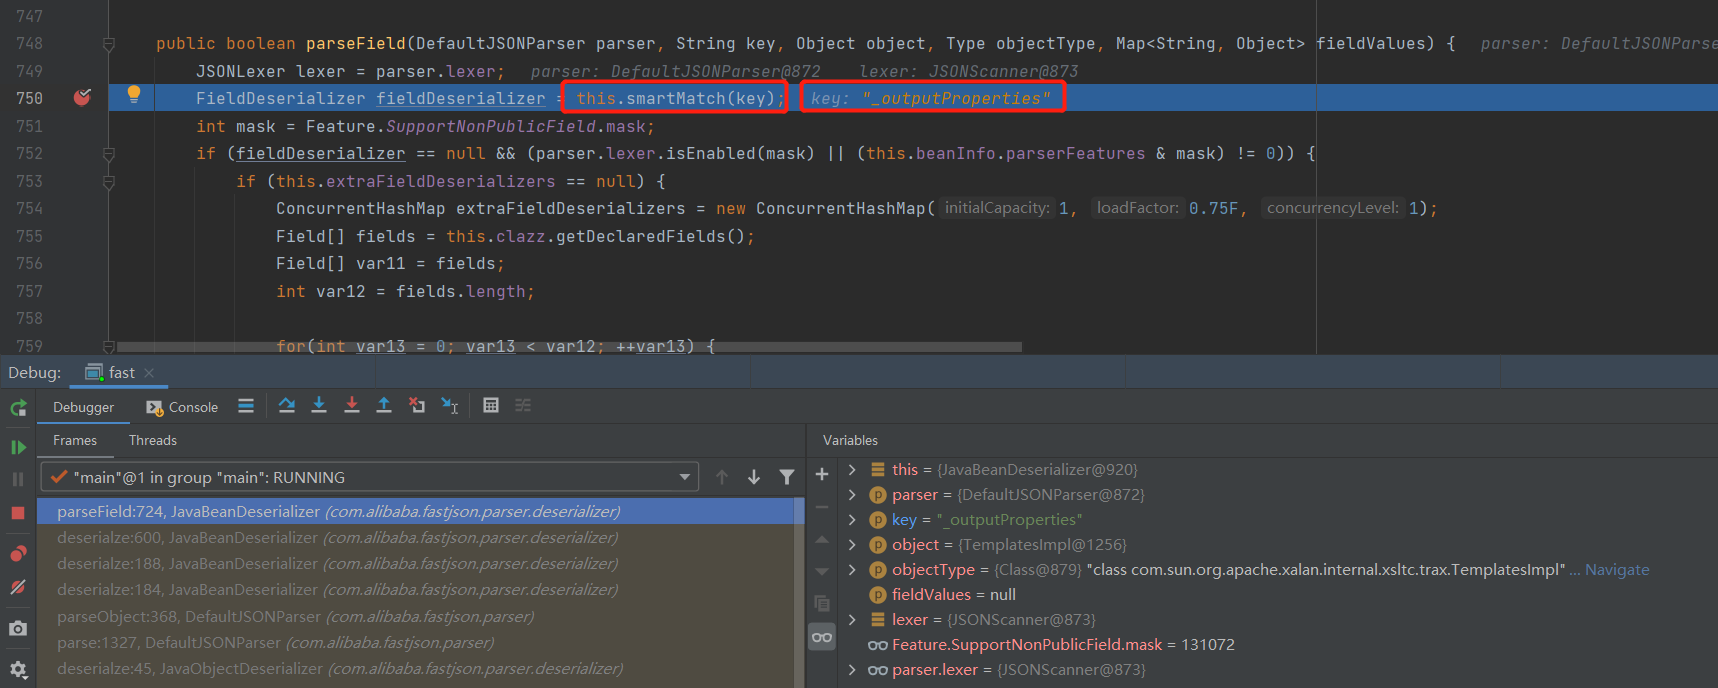 747
748 public boolean parseField(DefaultJSONParser parser, String key, Object object, Type objectType, Map<String, Object> fieldValues) { parser: DefaultJSONParse
749 JSONLexer lexer = parser.lexer; parser: DefaultJSONParser@872 lexer: JSONScanner@873
750 FieldDeserializer fieldDeserializer = this.smartMatch(key); key: "_outputProperties"
751 int mask = Feature.SupportNonPublicField.mask;
752 if (fieldDeserializer == null && (parser.lexer.isEnabled(mask) || (this.beanInfo.parserFeatures & mask) != 0)) {
753 if (this.extraFieldDeserializers == null) {
754 ConcurrentHashMap extraFieldDeserializers = new ConcurrentHashMap( initialCapacity: 1, loadFactor: 0.75F, concurrencyLevel: 1);
755 Field[] fields = this.clazz.getDeclaredFields();
756 Field[] var11 = fields;
757 int var12 = fields.length;
758
759 for(int var13 = 0; var13 < var12; ++var13) {
Debug: fast
Debugger Console
Frames Threads
"main"@1 in group "main": RUNNING
parseField:724, JavaBeanDeserializer (com.alibaba.fastjson.parser.deserializer)
deserialze:600, JavaBeanDeserializer (com.alibaba.fastjson.parser.deserializer)
deserialze:188, JavaBeanDeserializer (com.alibaba.fastjson.parser.deserializer)
deserialze:184, JavaBeanDeserializer (com.alibaba.fastjson.parser.deserializer)
parseObject:368, DefaultJSONParser (com.alibaba.fastjson.parser)
parse:1327, DefaultJSONParser (com.alibaba.fastjson.parser)
deserialze:45, JavaObjectDeserializer (com.alibaba.fastjson.parser.deserializer)
Variables
this = {JavaBeanDeserializer@920}
parser = {DefaultJSONParser@872}
key = "_outputProperties"
object = {TemplatesImpl@1256}
objectType = {Class@879} "class com.sun.org.apache.xalan.internal.xsltc.trax.TemplatesImpl" ... Navigate
fieldValues = null
lexer = {JSONScanner@873}
Feature.SupportNonPublicField.mask = 131072
parser.lexer = {JSONScanner@873}